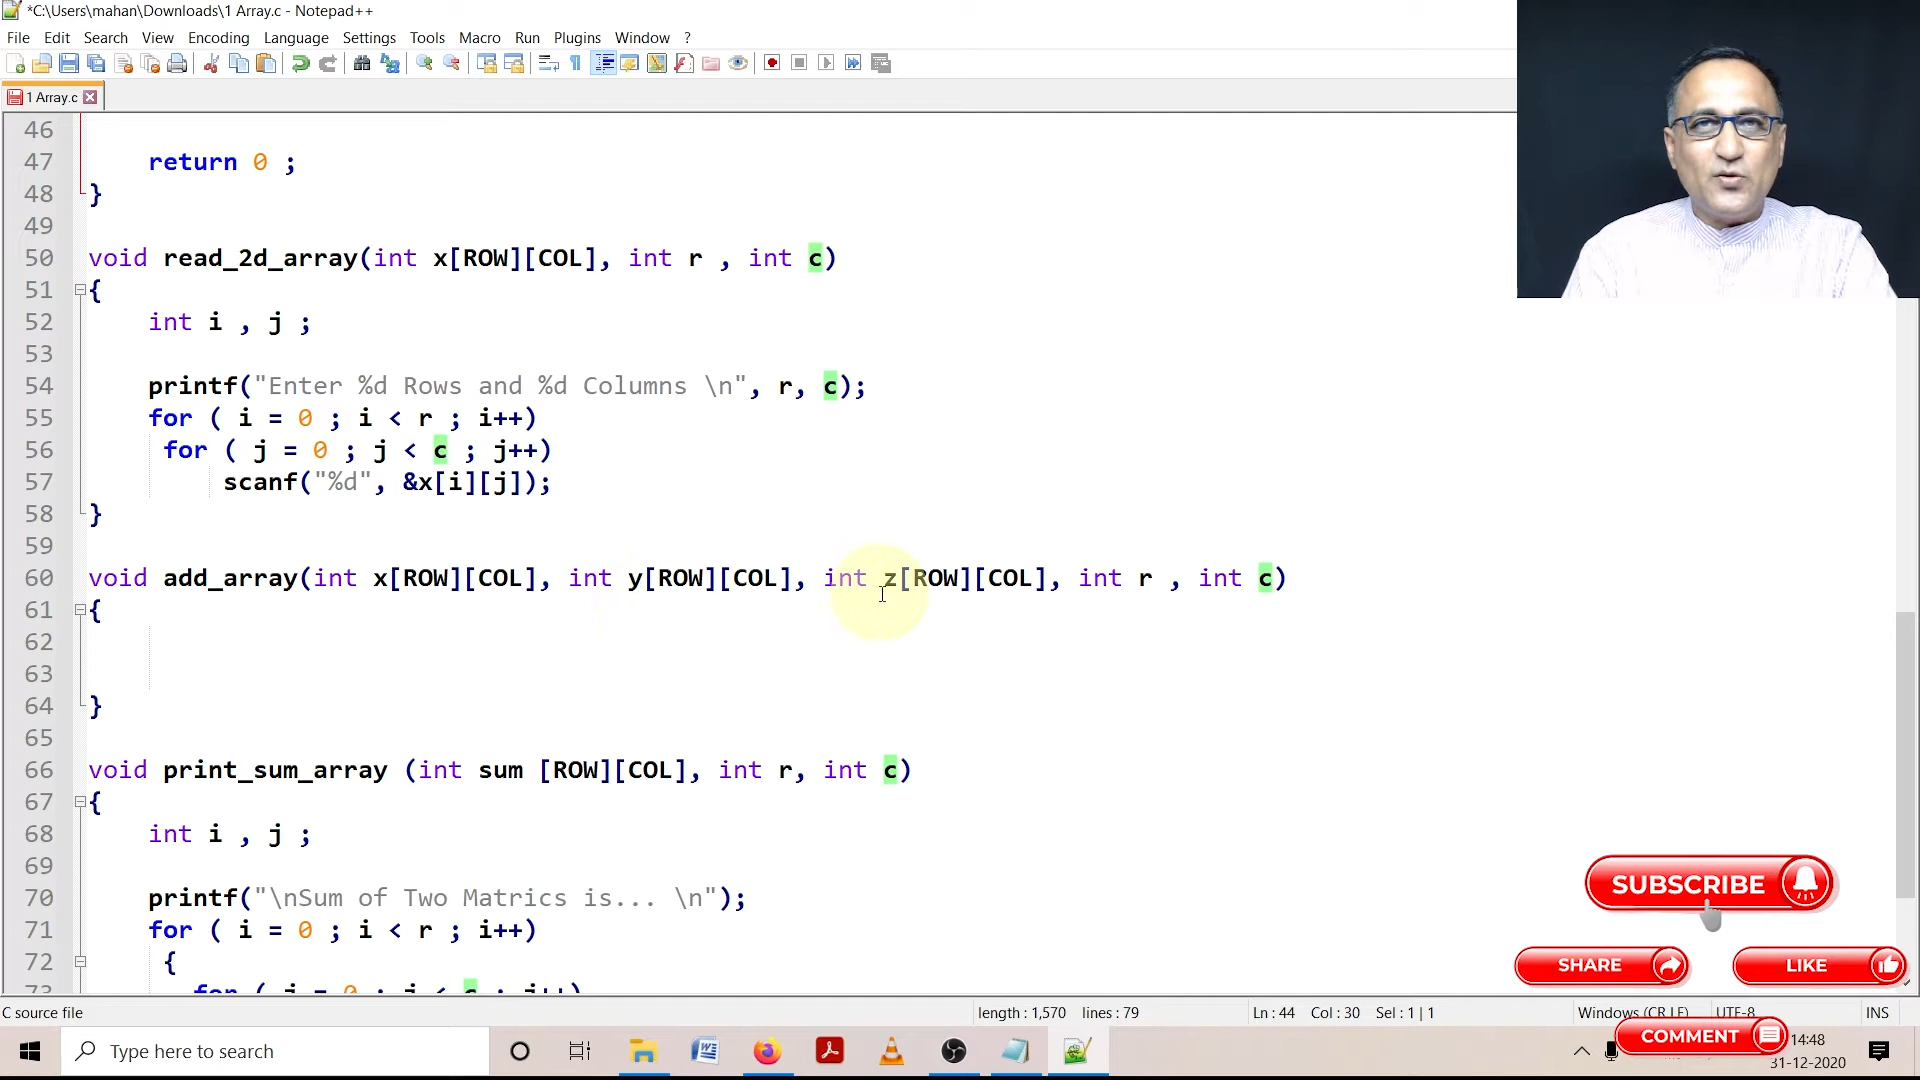 *C:\Users\mahan\Downloads\1 Array.c - Notepad++
File Edit Search View Encoding Language Settings Tools Macro Run Plugins Window ?
1 Array.c
46
47 return 0 ;
48 }
49
50 void read_2d_array(int x[ROW][COL], int r , int c)
51 {
52 int i , j ;
53
54 printf("Enter %d Rows and %d Columns \n", r, c);
55 for ( i = 0 ; i < r ; i++)
56 for ( j = 0 ; j < c ; j++)
57 scanf("%d", &x[i][j]);
58 }
59
60 void add_array(int x[ROW][COL], int y[ROW][COL], int z[ROW][COL], int r , int c)
61 {
62
63
64 }
65
66 void print_sum_array (int sum [ROW][COL], int r, int c)
67 {
68 int i , j ;
69
70 printf("\nSum of Two Matrics is... \n");
71 for ( i = 0 ; i < r ; i++)
72 {
73 for ( j = 0 ; j < c ; j++)
SUBSCRIBE
SHARE LIKE
C source file length : 1,570 lines : 79 Ln : 44 Col : 30 Sel : 1 | 1 Windows (CR LF) UTF-8 INS
COMMENT
Type here to search 14:48
31-12-2020